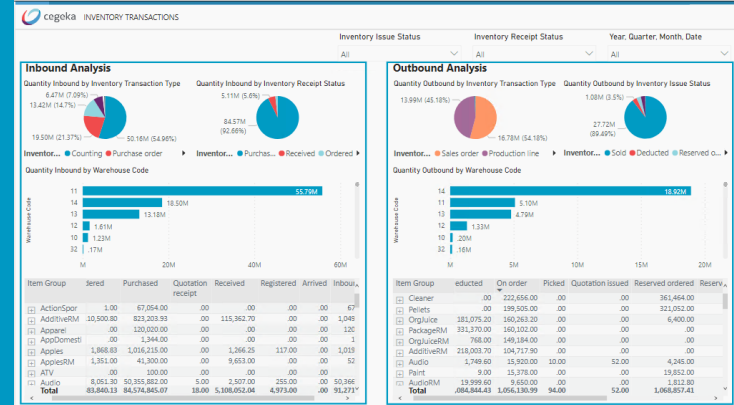 cegeka INVENTORY TRANSACTIONS
Inventory Issue Status Inventory Receipt Status Year, Quarter, Month, Date
All All All
Inbound Analysis
Quantity Inbound by Inventory Transaction Type
6.47M (7.09%)
13.42M (14.7%)
19.50M (21.37%)
50.16M (54.96%)
Inventor... Counting Purchase order
Quantity Inbound by Inventory Receipt Status
5.11M (5.6%)
84.57M
(92.66%)
Inventor... Purchas... Received Ordered
Quantity Inbound by Warehouse Code
Warehouse Code
11 55.79M
14 18.50M
13 13.18M
12 1.61M
10 1.23M
32 .17M
M 20M 40M 60M
Item Group dered Purchased Quotation receipt Received Registered Arrived Inbou
ActionSpor 1.00 67,054.00 .00 .00 .00 .00 67
AdditiveRM 10,500.80 823,203.93 .00 115,362.70 .00 .00 1,049
Apparel .00 120,020.00 .00 .00 .00 .00 120
AppDomesti .00 1,344.00 .00 .00 .00 .00 1
Apples 1,868.83 1,016,215.00 .00 1,266.25 117.00 .00 1,019
ApplesRM 1,351.00 41,300.00 .00 9,653.00 .00 .00 52
ATV .00 100.00 .00 .00 .00 .00
Audio 8,051.30 50,355,882.00 5.00 2,507.00 255.00 .00 50,366
Total 83,840.13 84,574,845.07 18.00 5,108,052.04 4,973.00 .00 91,271
Outbound Analysis
Quantity Outbound by Inventory Transaction Type
13.99M (45.18%)
16.78M (54.18%)
Inventor... Sales order Production line
Quantity Outbound by Inventory Issue Status
1.08M (3.5%)
27.72M
(89.49%)
Inventor... Sold Deducted Reserved o...
Quantity Outbound by Warehouse Code
Warehouse Code
14 18.92M
11 5.10M
13 4.79M
12 1.33M
10 .20M
32 .16M
M 5M 10M 15M 20M
Item Group educted On order Picked Quotation issued Reserved ordered Reserv
Cleaner .00 222,656.00 .00 .00 361,464.00
Pellets .00 199,505.00 .00 .00 321,052.00
OrgJuice 181,075.20 160,263.20 .00 .00 6,400.00
PackageRM 331,370.00 160,102.00 .00 .00 .00
OrgJuiceRM 768.00 149,184.00 .00 .00 .00
AdditiveRM 218,003.70 104,717.90 .00 .00 .00
Audio 1,749.60 15,920.00 10.00 52.00 4,245.00
Paint 9.00 15,378.00 .00 .00 19,852.00
AudioRM 19,999.60 9,650.00 .00 .00 1,812.80
Total ,084,844.43 1,056,130.99 94.00 52.00 1,068,857.41